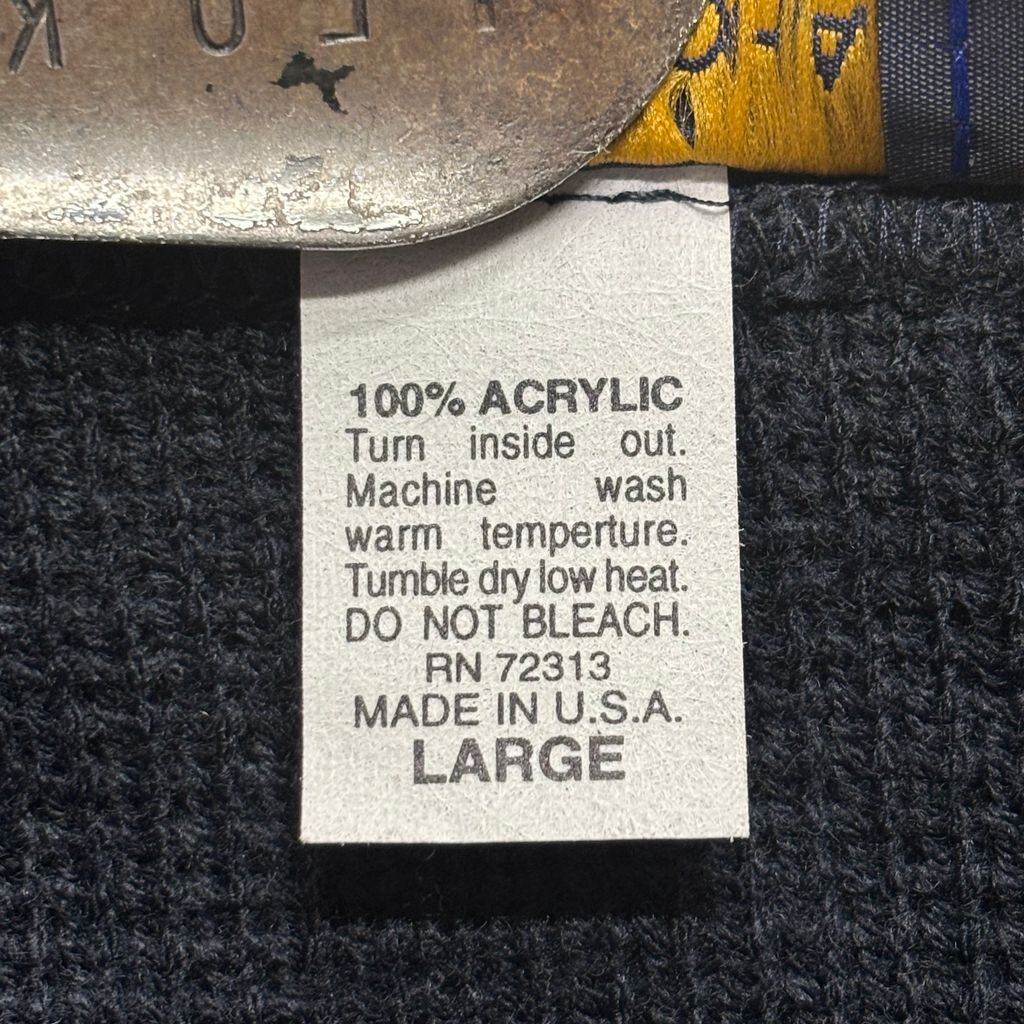 100% ACRYLIC
Turn inside out.
Machine wash
warm temperture.
Tumble dry low heat.
DO NOT BLEACH.
RN 72313
MADE IN U.S.A.
LARGE